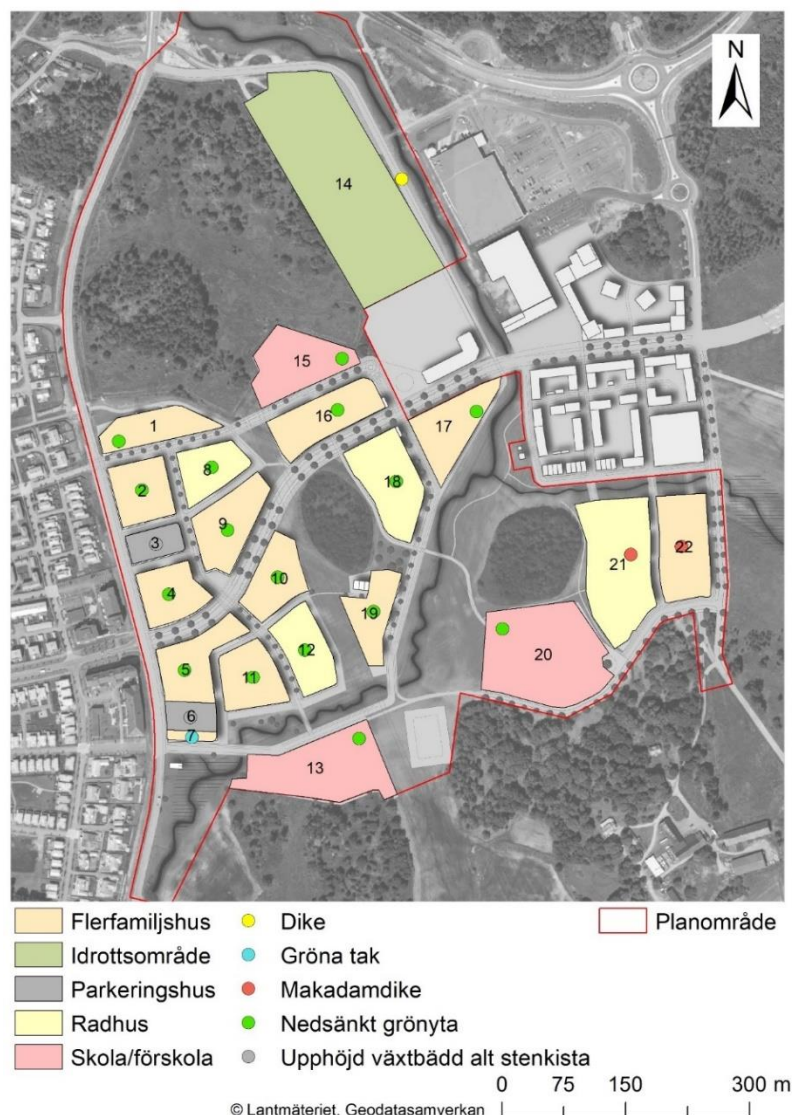 N
14
15
1
16
17
8
2
18
9
3
21
22
10
4
19
12
20
5
11
6
7
13
Flerfamiljshus
Dike
Planområde
Idrottsområde
Gröna tak
Parkeringshus
Makadamdike
Radhus
Nedsänkt grönyta
Skola/förskola
Upphöjd växtbädd alt stenkista
0 75 150 300 m
© Lantmäteriet, Geodatasamverkan